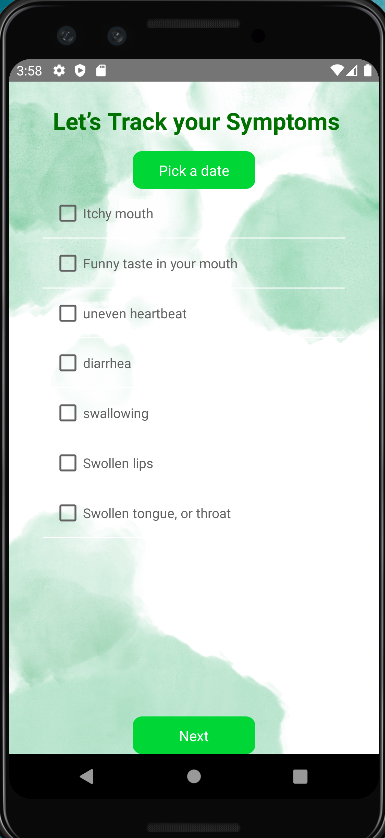 3:58
Let's Track your Symptoms
Pick a date
Itchy mouth
Funny taste in your mouth
uneven heartbeat
diarrhea
swallowing
Swollen lips
Swollen tongue, or throat
Next